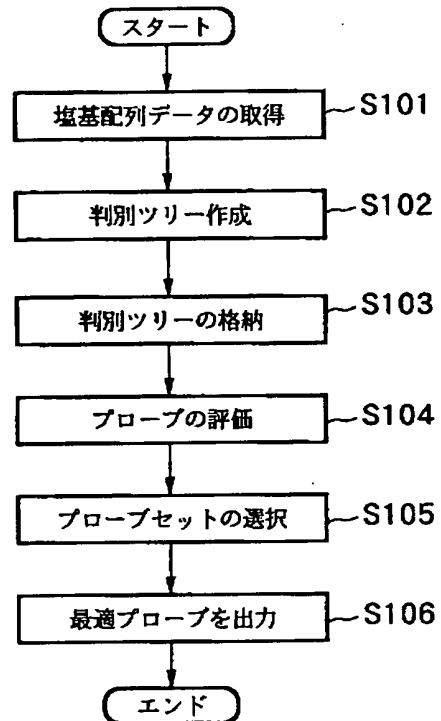 スタート
塩基配列データの取得 S101
判別ツリー作成 S102
判別ツリーの格納 S103
プローブの評価 S104
プローブセットの選択 S105
最適プローブを出力 S106
エンド